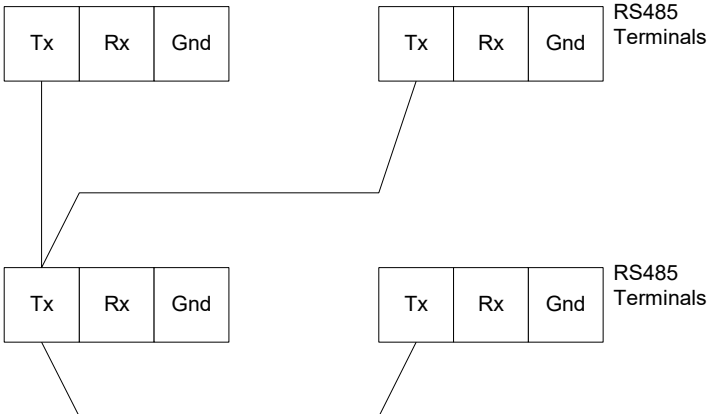 Tx Rx Gnd
Tx Rx Gnd
RS485
Terminals
Tx Rx Gnd
Tx Rx Gnd
RS485
Terminals